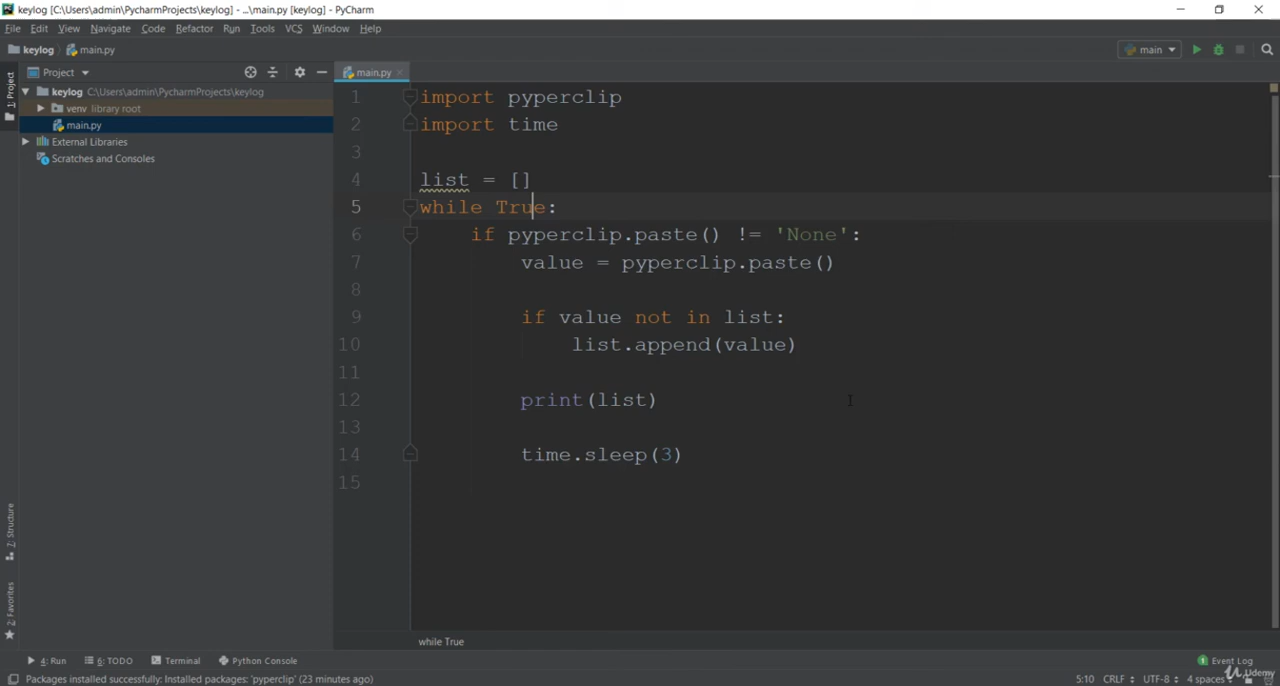 keylog [C:\Users\admin\PycharmProjects\keylog] - ...\main.py [keylog] - PyCharm
File Edit View Navigate Code Refactor Run Tools VCS Window Help
keylog main.py main
Project main.py
1: Project
keylog C:\Users\admin\PycharmProjects\keylog
venv library root
main.py
External Libraries
Scratches and Consoles
1 import pyperclip
2 import time
3
4 list = []
5 while True:
6 if pyperclip.paste() != 'None':
7 value = pyperclip.paste()
8
9 if value not in list:
10 list.append(value)
11
12 print(list)
13
14 time.sleep(3)
15
7: Structure
2: Favorites
while True
4: Run 6: TODO Terminal Python Console 1 Event Log
Packages installed successfully: Installed packages: 'pyperclip' (23 minutes ago) 5:10 CRLF UTF-8 4 spaces
Udemy